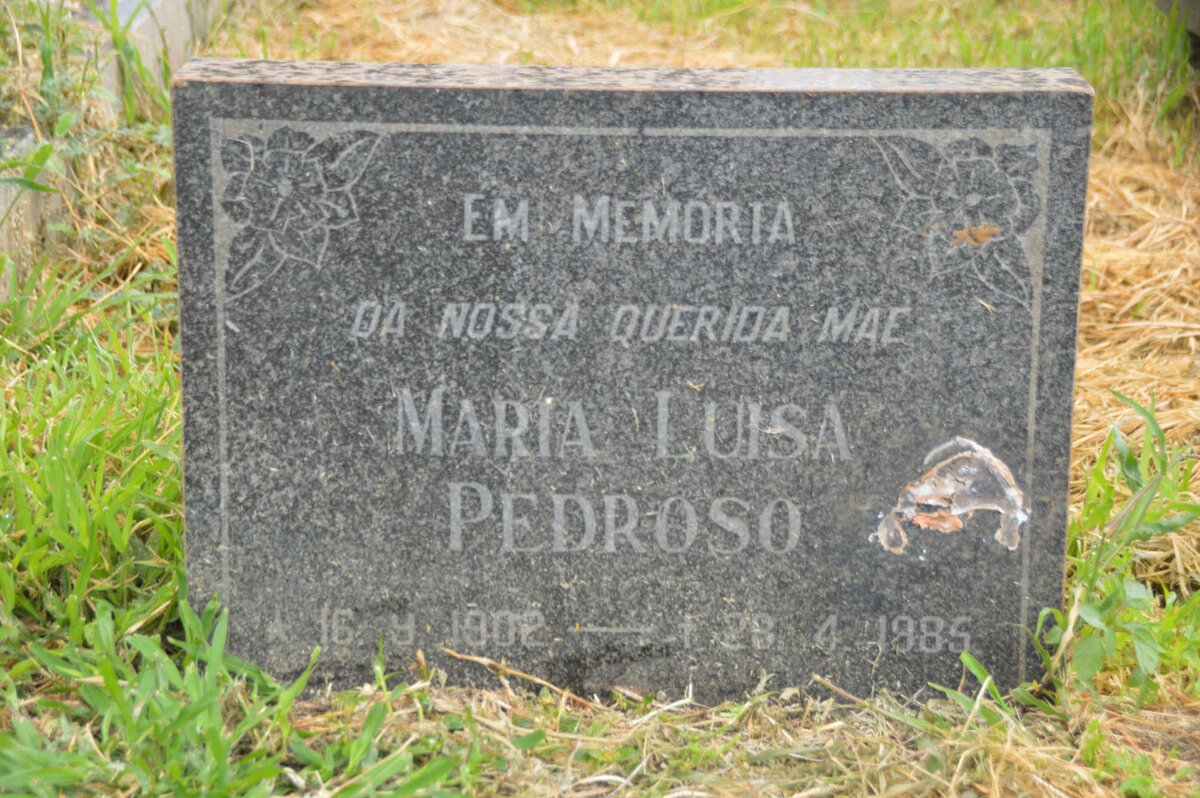 EM MEMORIA
DA NOSSA QUERIDA MAE
MARIA LUISA
PEDROSO
* 16 9 1902 — † 28 4 1985